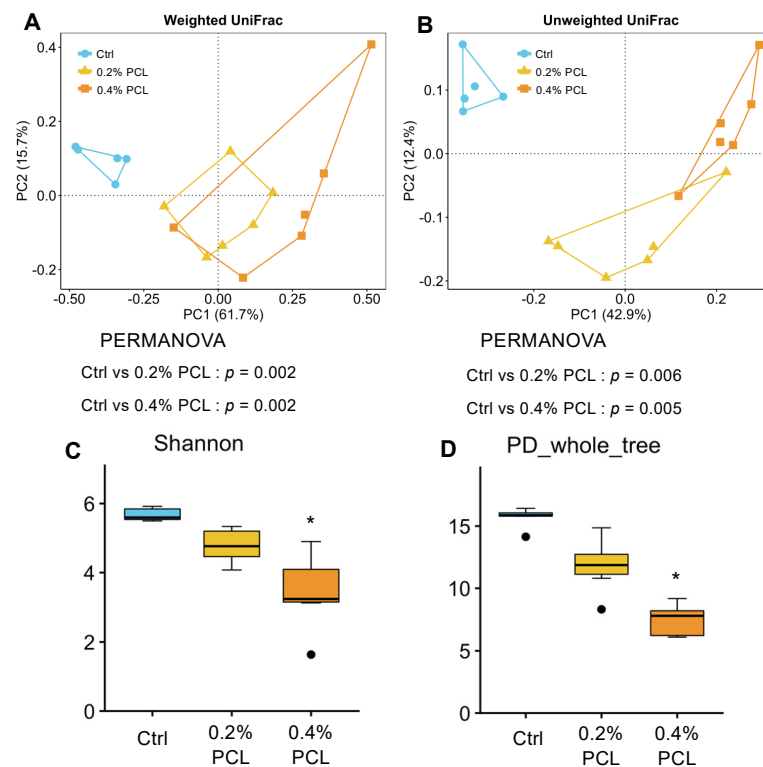 A
Weighted UniFrac
0.4
0.2
0.0
-0.2
PC2 (15.7%)
Ctrl
0.2% PCL
0.4% PCL
-0.50
-0.25
0.00
0.25
0.50
PC1 (61.7%)
PERMANOVA
Ctrl vs 0.2% PCL : p = 0.002
Ctrl vs 0.4% PCL : p = 0.002
B
Unweighted UniFrac
0.1
0.0
-0.1
-0.2
PC2 (12.4%)
Ctrl
0.2% PCL
0.4% PCL
-0.2
0.0
0.2
PC1 (42.9%)
PERMANOVA
Ctrl vs 0.2% PCL : p = 0.006
Ctrl vs 0.4% PCL : p = 0.005
C
Shannon
6
4
2
0
*
Ctrl
0.2%
PCL
0.4%
PCL
D
PD_whole_tree
15
10
5
0
*
Ctrl
0.2%
PCL
0.4%
PCL